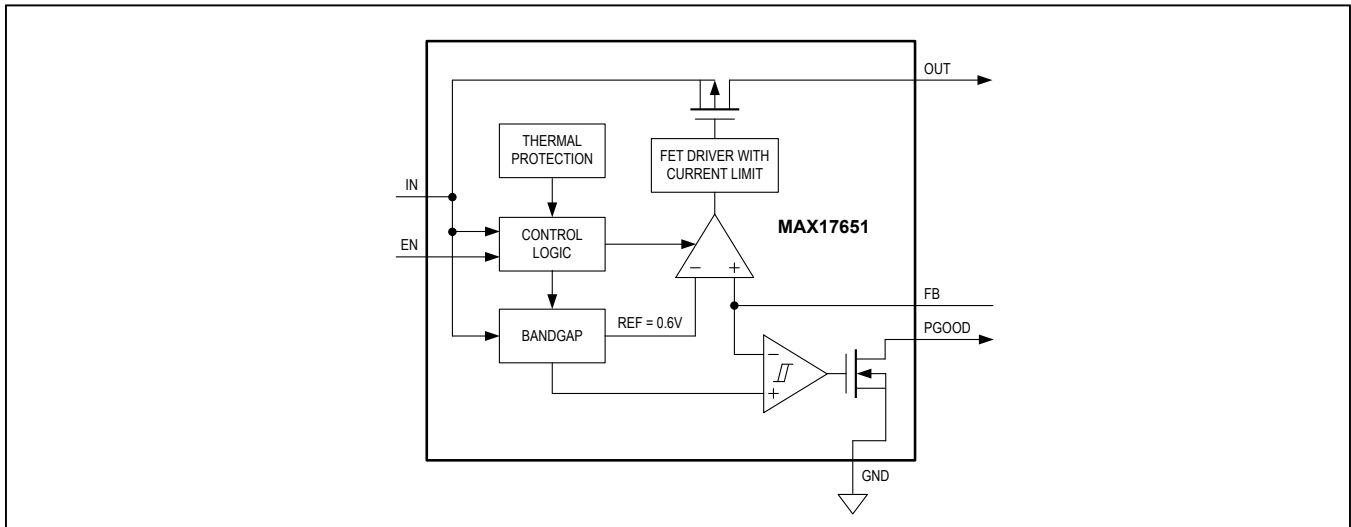 OUT
THERMAL
PROTECTION
FET DRIVER WITH
CURRENT LIMIT
IN
MAX17651
CONTROL
LOGIC
EN
− +
FB
BANDGAP
REF = 0.6V
PGOOD
−
+
GND